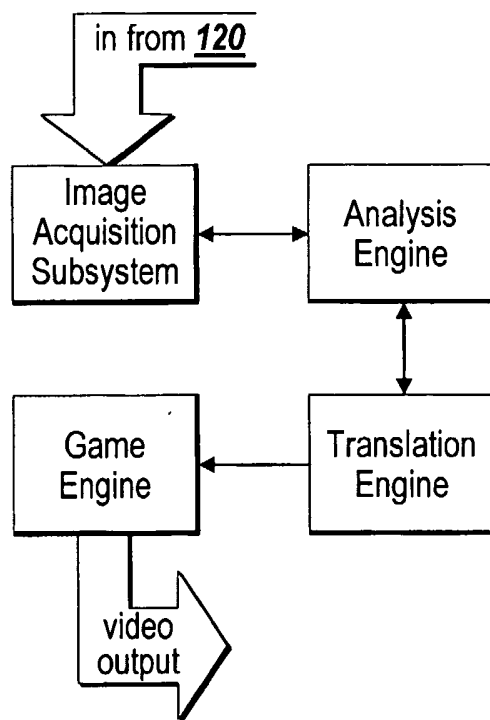 in from 120
Image
Acquisition
Subsystem
Analysis
Engine
Game
Engine
Translation
Engine
video
output